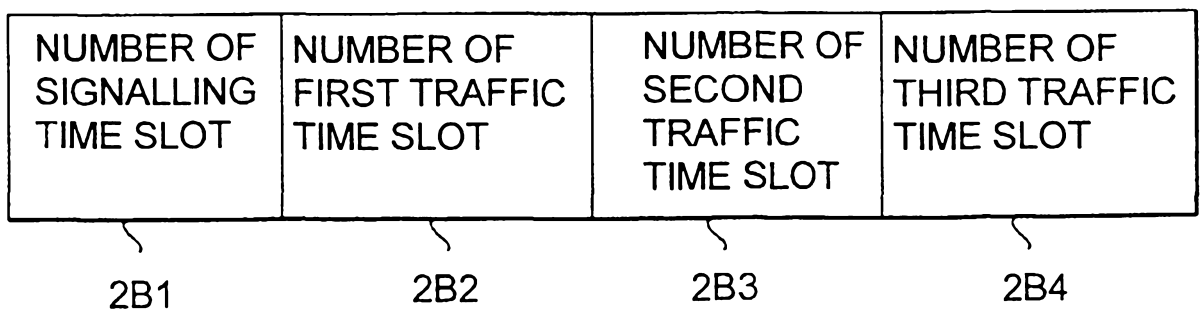 NUMBER OF
SIGNALLING
TIME SLOT
NUMBER OF
FIRST TRAFFIC
TIME SLOT
NUMBER OF
SECOND
TRAFFIC
TIME SLOT
NUMBER OF
THIRD TRAFFIC
TIME SLOT
2B1
2B2
2B3
2B4